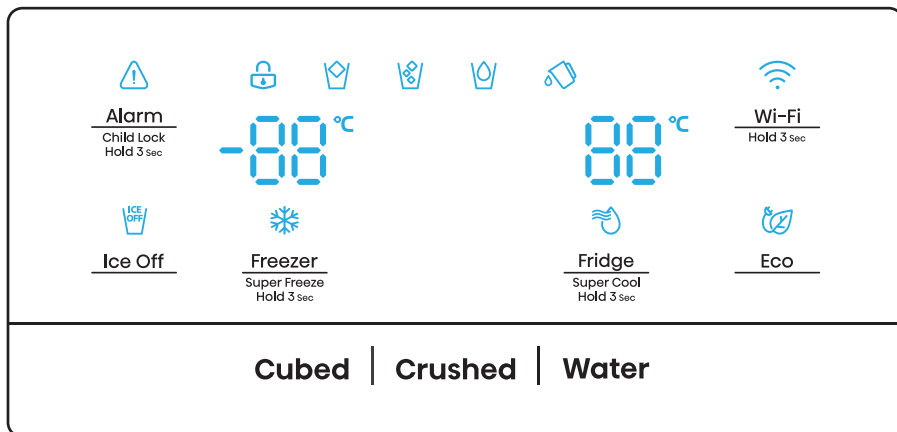 Alarm
Child Lock
Hold 3 Sec
-88 °C
88 °C
Wi-Fi
Hold 3 Sec
ICE
OFF
Ice Off
Freezer
Super Freeze
Hold 3 Sec
Fridge
Super Cool
Hold 3 Sec
Eco
Cubed | Crushed | Water